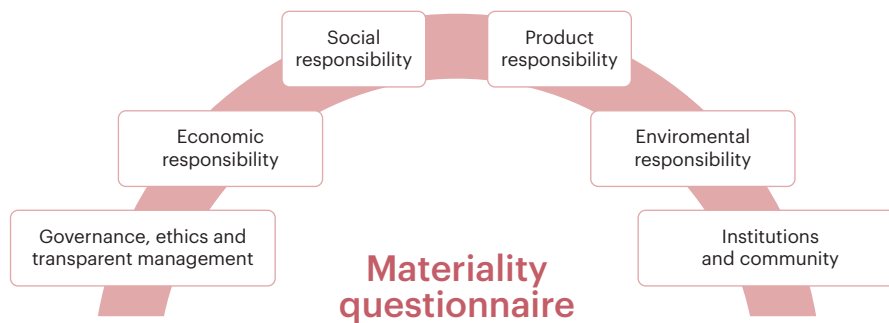 Social
responsibility
Product
responsibility
Economic
responsibility
Enviromental
responsibility
Governance, ethics and
transparent management
Institutions
and community
Materiality
questionnaire